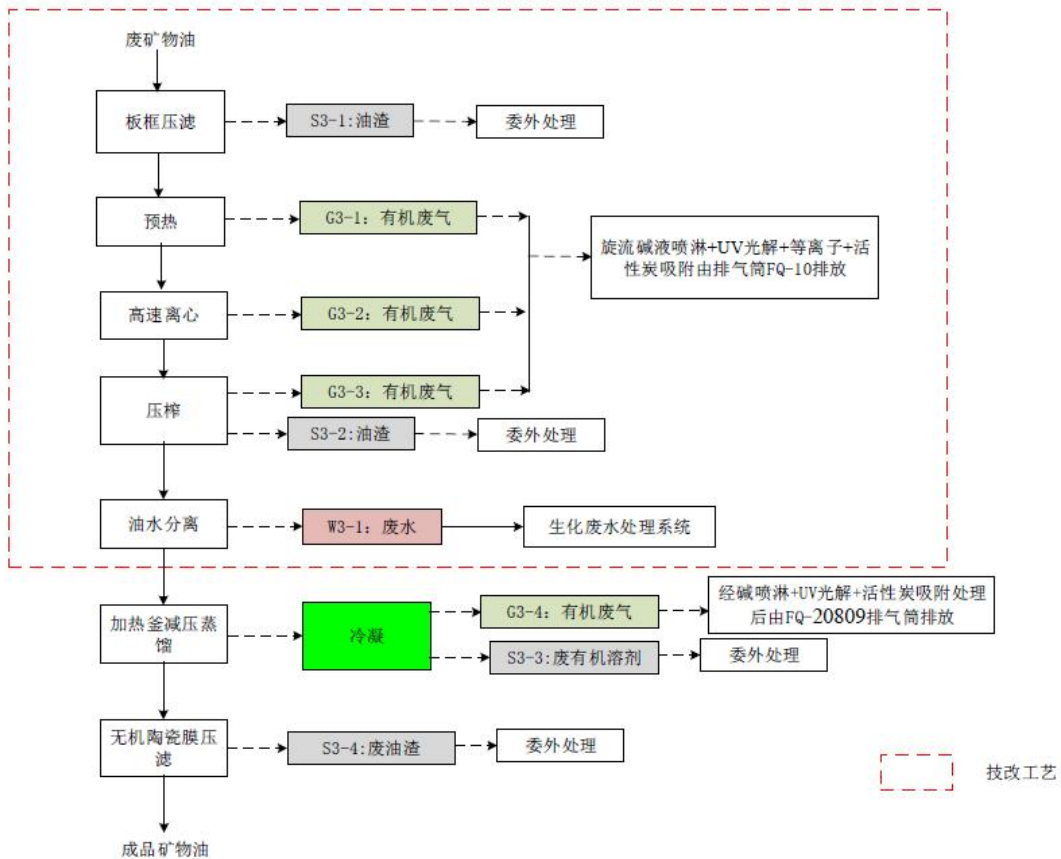 废矿物油
板框压滤
S3-1:油渣
委外处理
预热
G3-1：有机废气
旋流碱液喷淋+UV光解+等离子+活
性炭吸附由排气筒FQ-10排放
高速离心
G3-2：有机废气
压榨
G3-3：有机废气
S3-2:油渣
委外处理
油水分离
W3-1：废水
生化废水处理系统
加热釜减压蒸
馏
冷凝
G3-4：有机废气
经碱喷淋+UV光解+活性炭吸附处理
后由FQ-20809排气筒排放
S3-3:废有机溶剂
委外处理
无机陶瓷膜压
滤
S3-4:废油渣
委外处理
技改工艺
成品矿物油